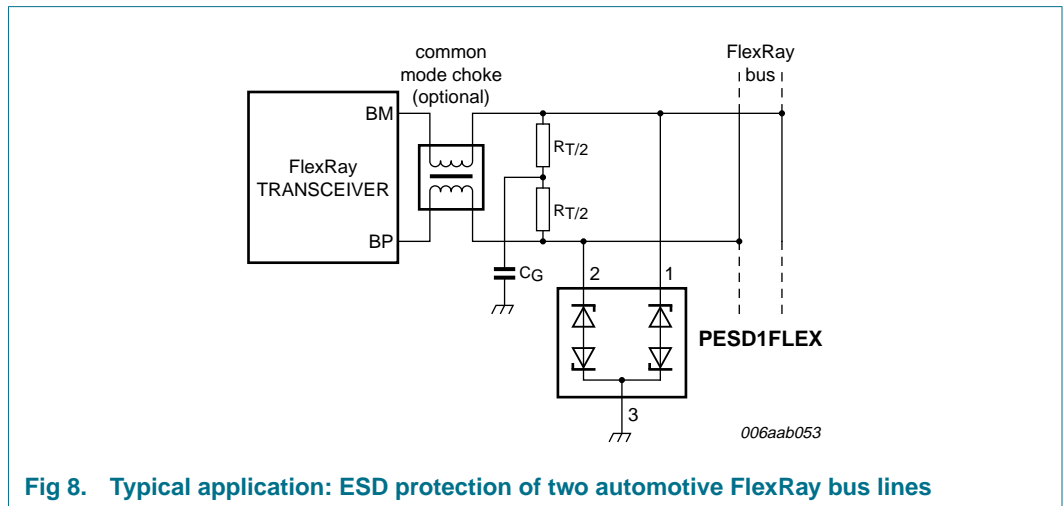 common
mode choke
(optional)
FlexRay
bus
BM
FlexRay
TRANSCEIVER
BP
RT/2
RT/2
CG
2
1
PESD1FLEX
3
006aab053
Fig 8. Typical application: ESD protection of two automotive FlexRay bus lines